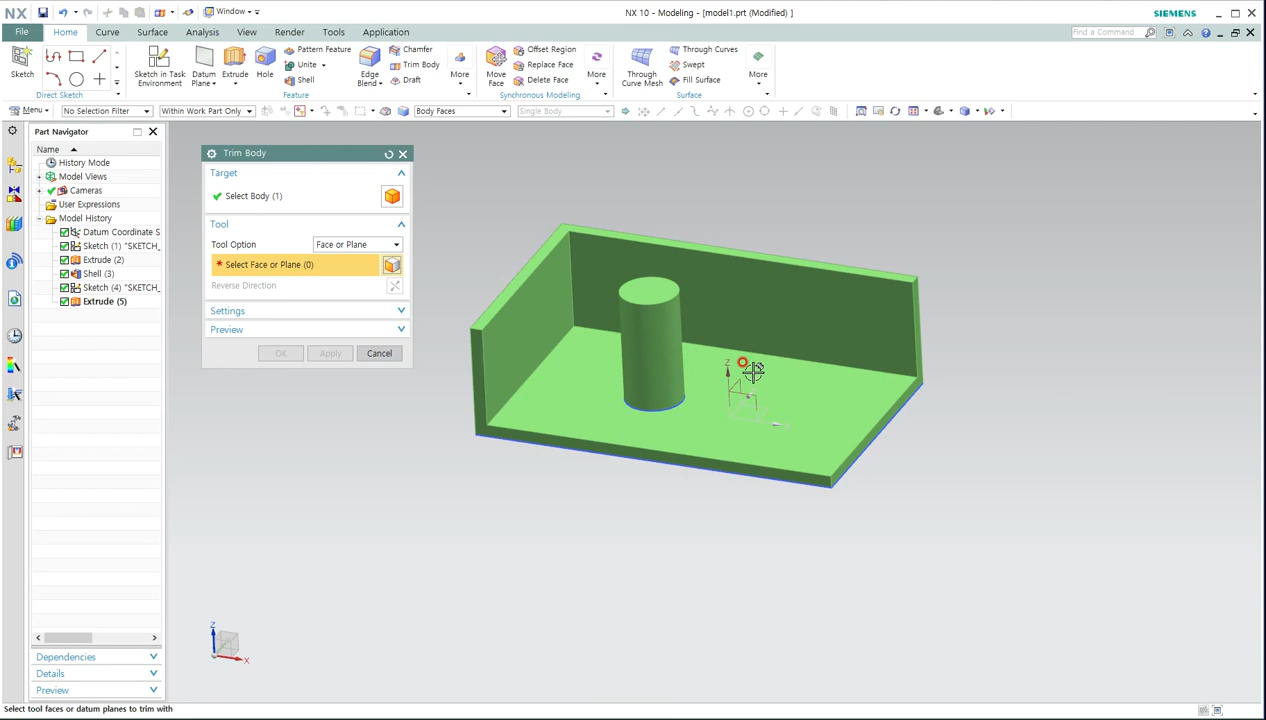 NX
Window
NX 10 - Modeling - [model1.prt (Modified) ]
SIEMENS
File
Home
Curve
Surface
Analysis
View
Render
Tools
Application
Find a Command
Sketch
Direct Sketch
Sketch in Task
Environment
Datum
Plane
Extrude
Hole
Pattern Feature
Unite
Shell
Edge
Blend
Chamfer
Trim Body
Draft
More
Feature
Move
Face
Offset Region
Replace Face
Delete Face
More
Synchronous Modeling
Through
Curve Mesh
Through Curves
Swept
Fill Surface
More
Surface
Menu
No Selection Filter
Within Work Part Only
Body Faces
Single Body
Part Navigator
Name
History Mode
Model Views
Cameras
User Expressions
Model History
Datum Coordinate S
Sketch (1) "SKETCH_
Extrude (2)
Shell (3)
Sketch (4) "SKETCH_
Extrude (5)
Trim Body
Target
Select Body (1)
Tool
Tool Option
Face or Plane
* Select Face or Plane (0)
Reverse Direction
Settings
Preview
OK
Apply
Cancel
Z
Z
X
Dependencies
Details
Preview
Select tool faces or datum planes to trim with